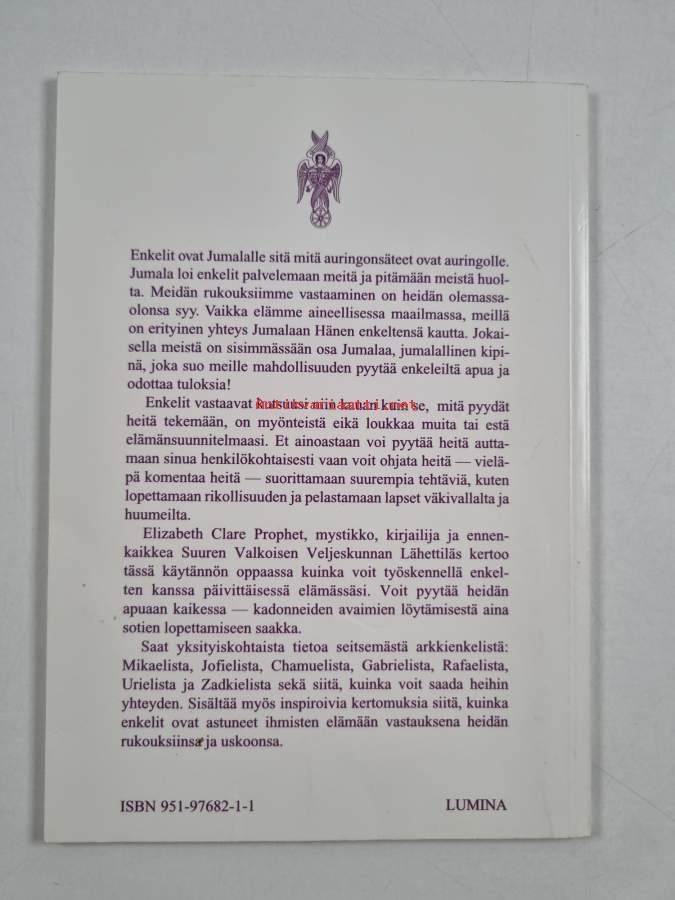 Enkelit ovat Jumalalle sitä mitä auringonsäteet ovat auringolle.
Jumala loi enkelit palvelemaan meitä ja pitämään meistä huol-
ta. Meidän rukouksiimme vastaaminen on heidän olemassa-
olonsa syy. Vaikka elämme aineellisessa maailmassa, meillä
on erityinen yhteys Jumalaan Hänen enkeltensä kautta. Jokai-
sella meistä on sisimmässään osa Jumalaa, jumalallinen kipi-
nä, joka suo meille mahdollisuuden pyytää enkeleiltä apua ja
odottaa tuloksia!
Enkelit vastaavat kutsuusi niin kauan kuin se, mitä pyydät
heitä tekemään, on myönteistä eikä loukkaa muita tai estä
elämänsuunnitelmaasi. Et ainoastaan voi pyytää heitä autta-
maan sinua henkilökohtaisesti vaan voit ohjata heitä — vielä-
pä komentaa heitä — suorittamaan suurempia tehtäviä, kuten
lopettamaan rikollisuuden ja pelastamaan lapset väkivallalta ja
huumeilta.
Elizabeth Clare Prophet, mystikko, kirjailija ja ennen-
kaikkea Suuren Valkoisen Veljeskunnan Lähettiläs kertoo
tässä käytännön oppaassa kuinka voit työskennellä enkel-
ten kanssa päivittäisessä elämässäsi. Voit pyytää heidän
apuaan kaikessa — kadonneiden avaimien löytämisestä aina
sotien lopettamiseen saakka.
Saat yksityiskohtaista tietoa seitsemästä arkkienkelistä:
Mikaelista, Jofielista, Chamuelista, Gabrielista, Rafaelista,
Urielista ja Zadkielista sekä siitä, kuinka voit saada heihin
yhteyden. Sisältää myös inspiroivia kertomuksia siitä, kuinka
enkelit ovat astuneet ihmisten elämään vastauksena heidän
rukouksiinsa ja uskoonsa.
ISBN 951-97682-1-1 LUMINA